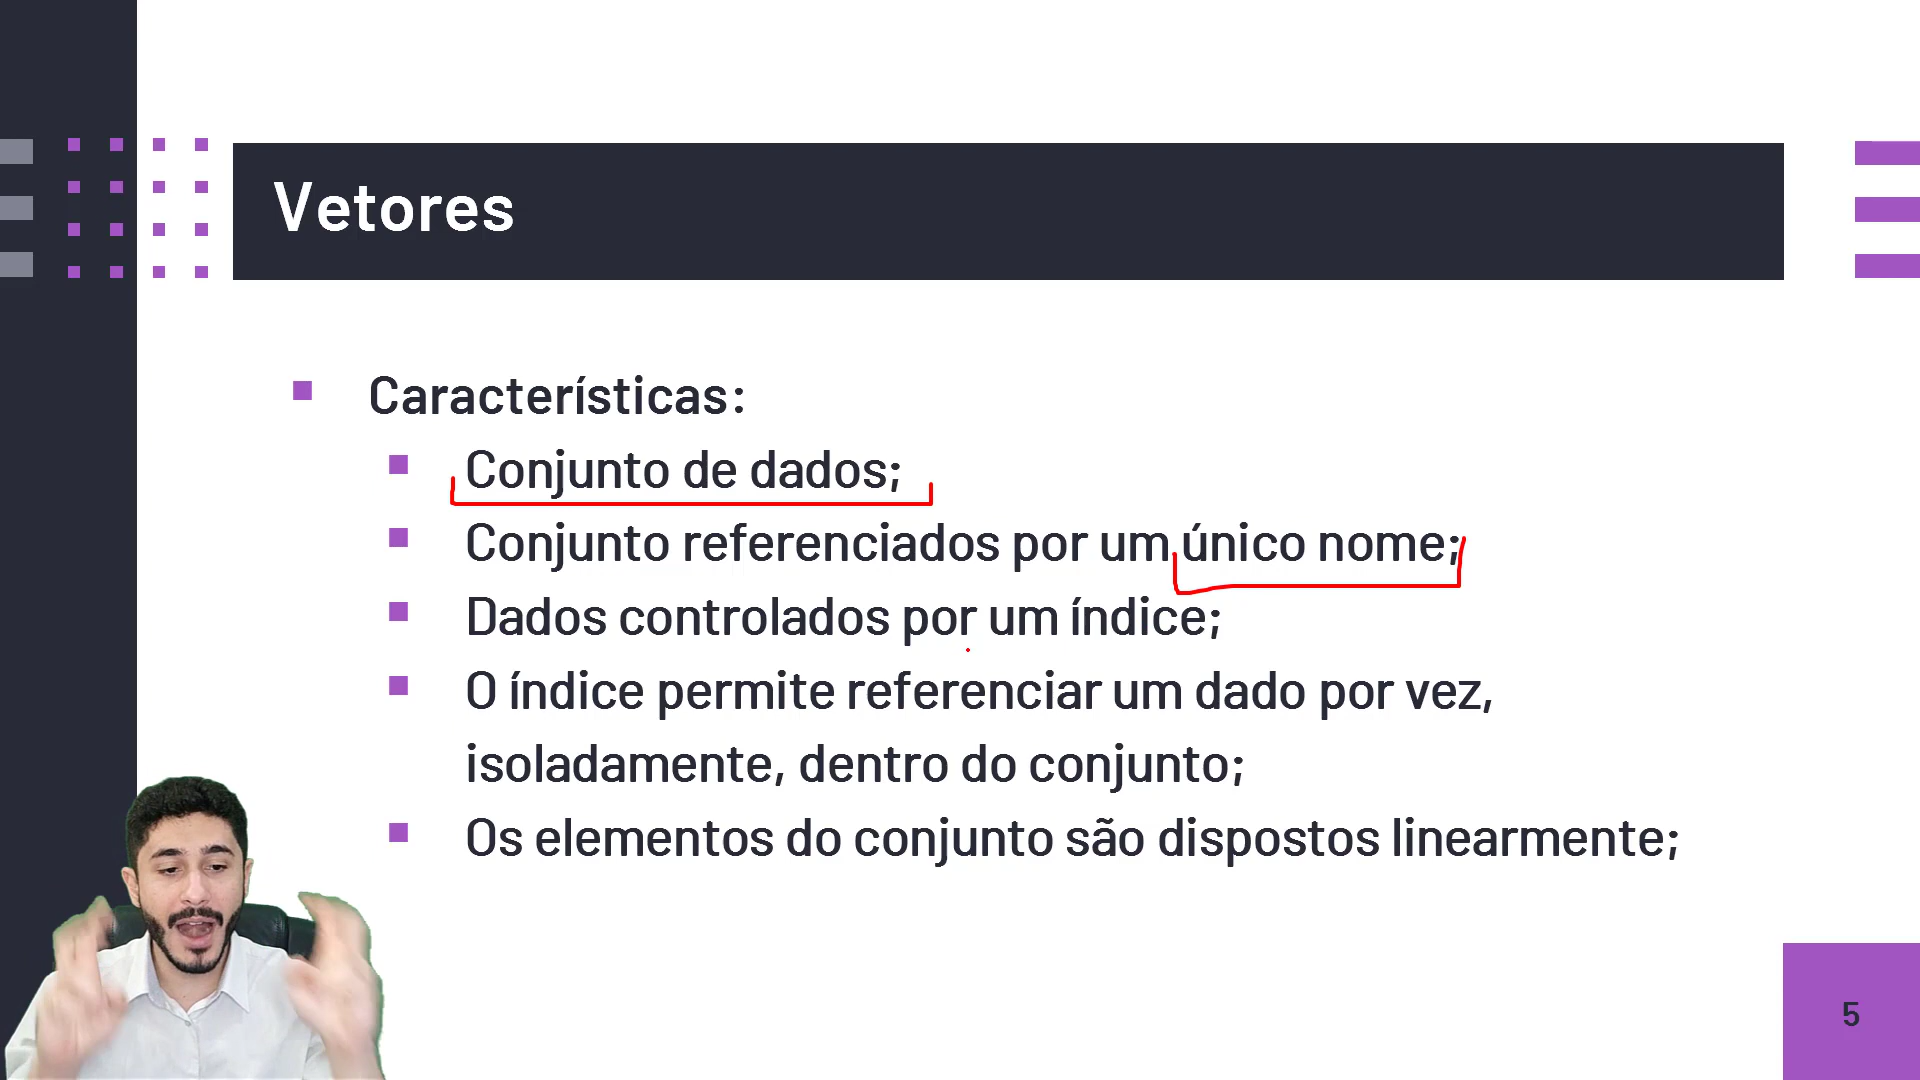 Vetores
Características:
Conjunto de dados;
Conjunto referenciados por um único nome;
Dados controlados por um índice;
O índice permite referenciar um dado por vez,
isoladamente, dentro do conjunto;
Os elementos do conjunto são dispostos linearmente;
5